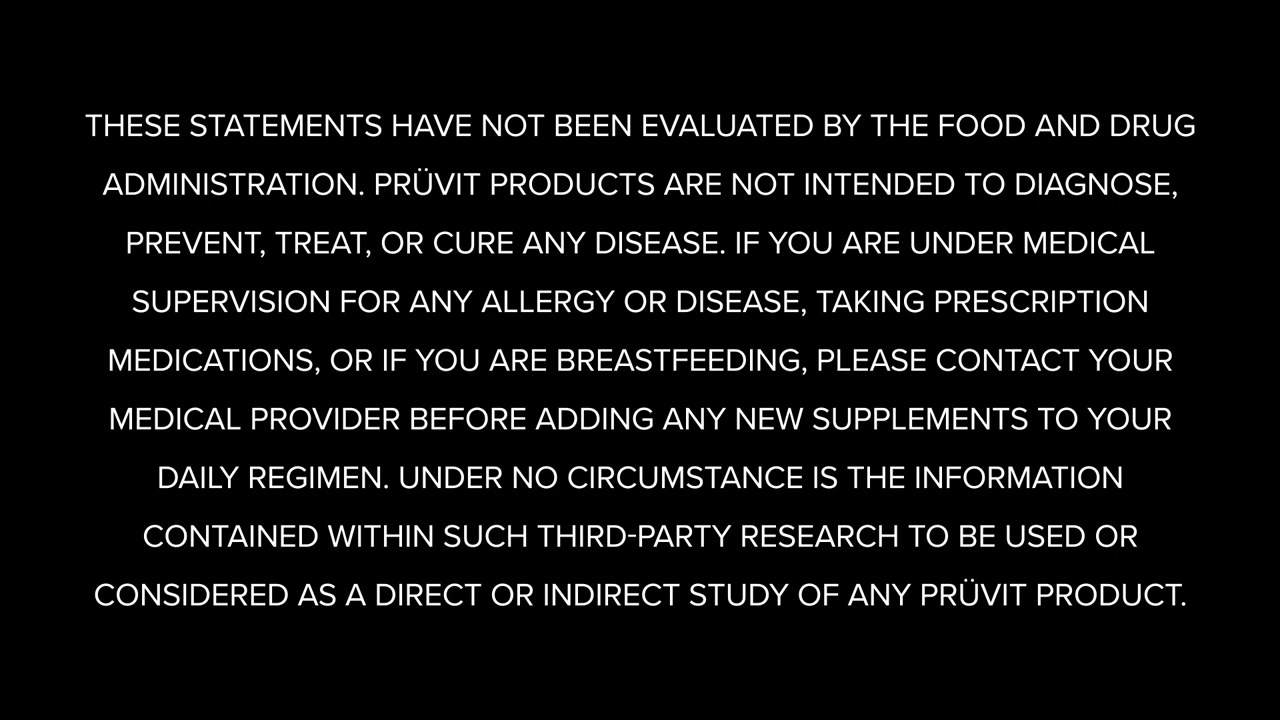 THESE STATEMENTS HAVE NOT BEEN EVALUATED BY THE FOOD AND DRUG
ADMINISTRATION. PRÜVIT PRODUCTS ARE NOT INTENDED TO DIAGNOSE,
PREVENT, TREAT, OR CURE ANY DISEASE. IF YOU ARE UNDER MEDICAL
SUPERVISION FOR ANY ALLERGY OR DISEASE, TAKING PRESCRIPTION
MEDICATIONS, OR IF YOU ARE BREASTFEEDING, PLEASE CONTACT YOUR
MEDICAL PROVIDER BEFORE ADDING ANY NEW SUPPLEMENTS TO YOUR
DAILY REGIMEN. UNDER NO CIRCUMSTANCE IS THE INFORMATION
CONTAINED WITHIN SUCH THIRD-PARTY RESEARCH TO BE USED OR
CONSIDERED AS A DIRECT OR INDIRECT STUDY OF ANY PRÜVIT PRODUCT.